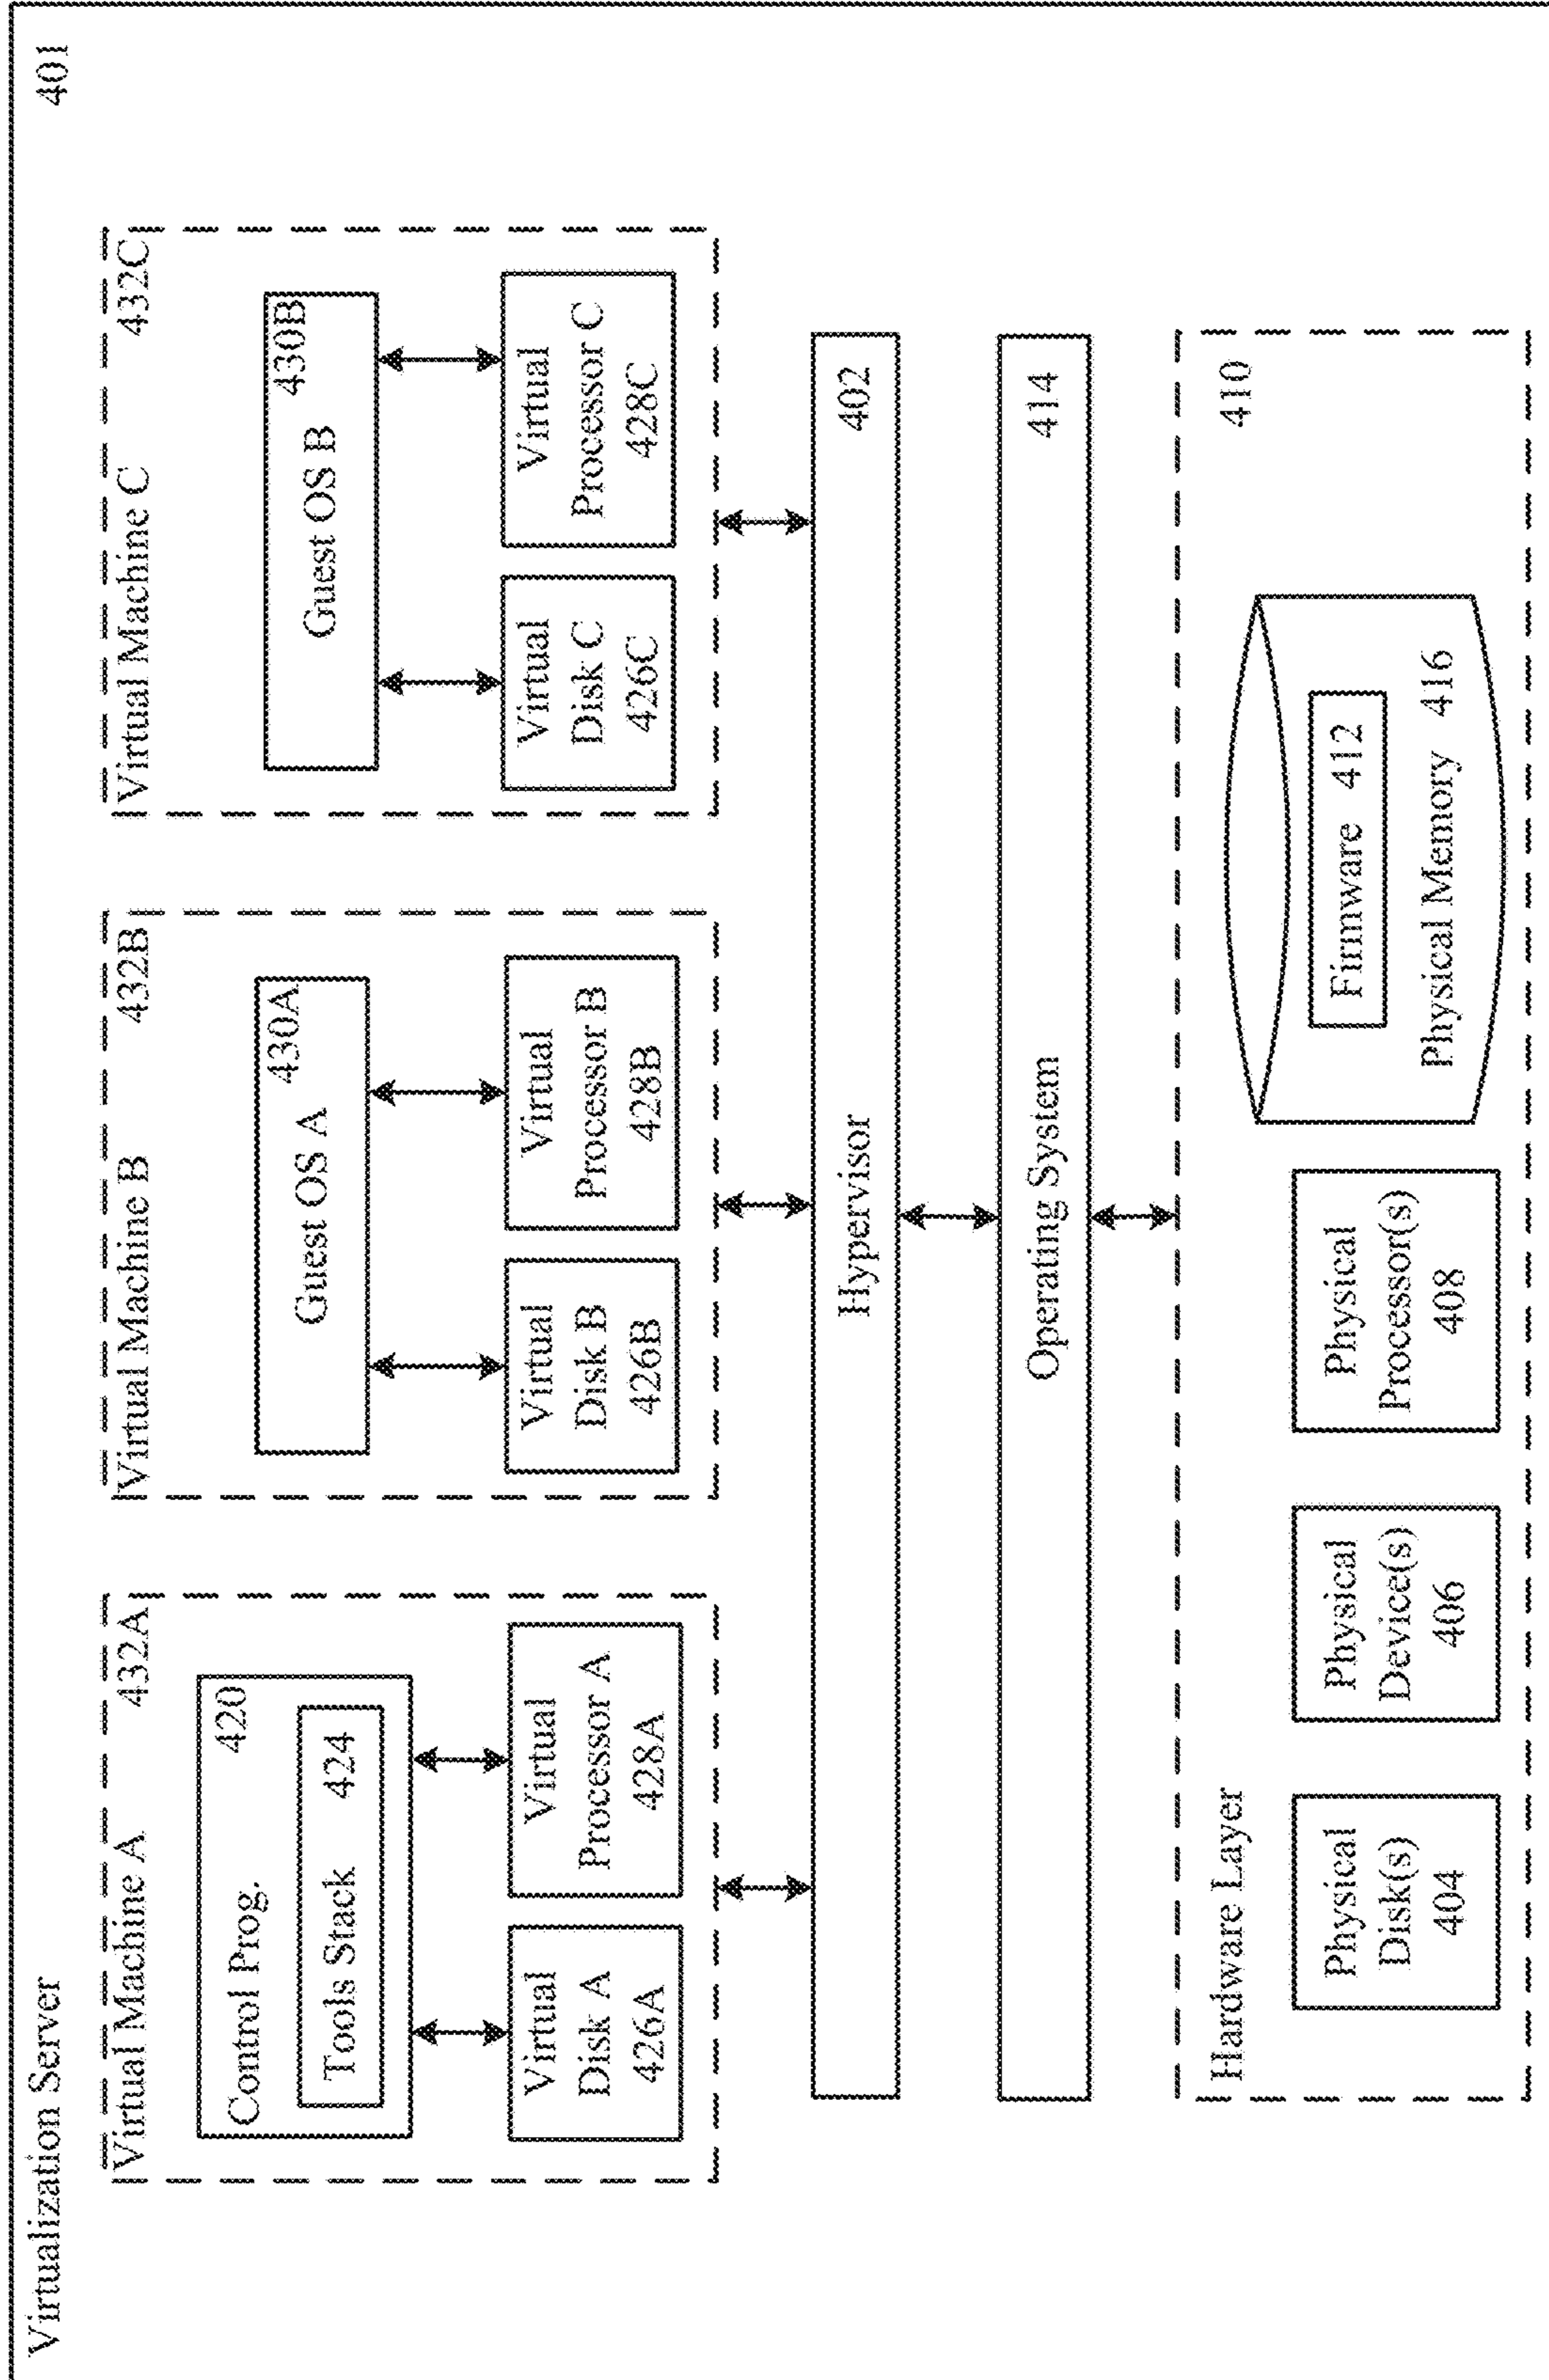 Virtualization Server
401
Virtual Machine A
432A
Control Prog.
420
Tools Stack
424
Virtual
Disk A
426A
Virtual
Processor A
428A
Virtual Machine B
432B
Guest OS A
430A
Virtual
Disk B
426B
Virtual
Processor B
428B
Virtual Machine C
432C
Guest OS B
430B
Virtual
Disk C
426C
Virtual
Processor C
428C
Hypervisor
402
Operating System
414
Hardware Layer
410
Physical
Disk(s)
404
Physical
Device(s)
406
Physical
Processor(s)
408
Firmware 412
Physical Memory 416